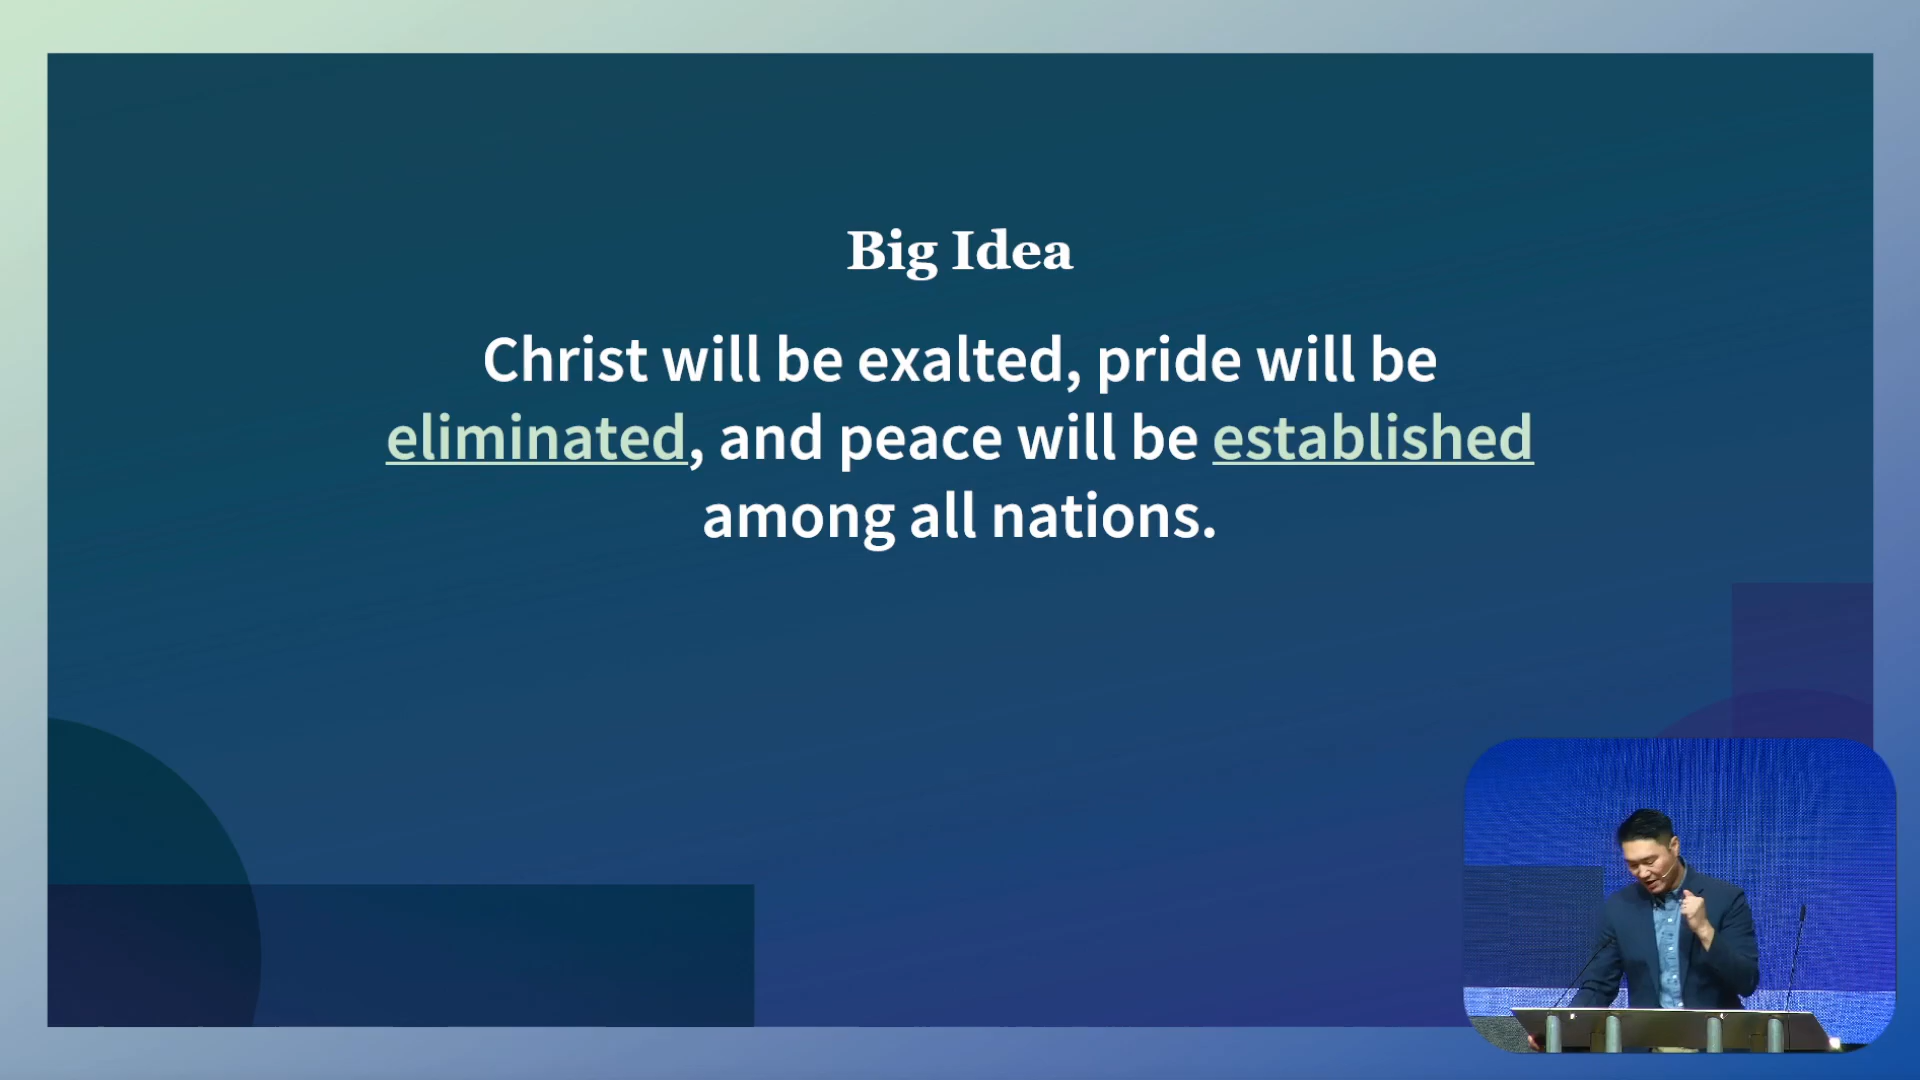 Big Idea
Christ will be exalted, pride will be
eliminated, and peace will be established
among all nations.